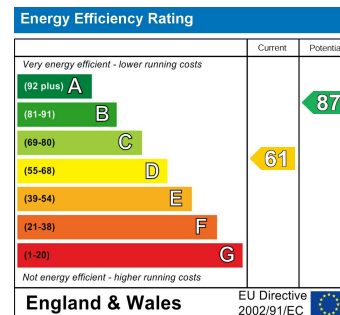 Energy Efficiency Rating
Current Potentia
Very energy efficient - lower running costs
(92 plus) A
(81-91) B
87
(69-80) C
61
(55-68) D
(39-54) E
(21-38) F
(1-20) G
Not energy efficient - higher running costs
England & Wales
EU Directive
2002/91/EC